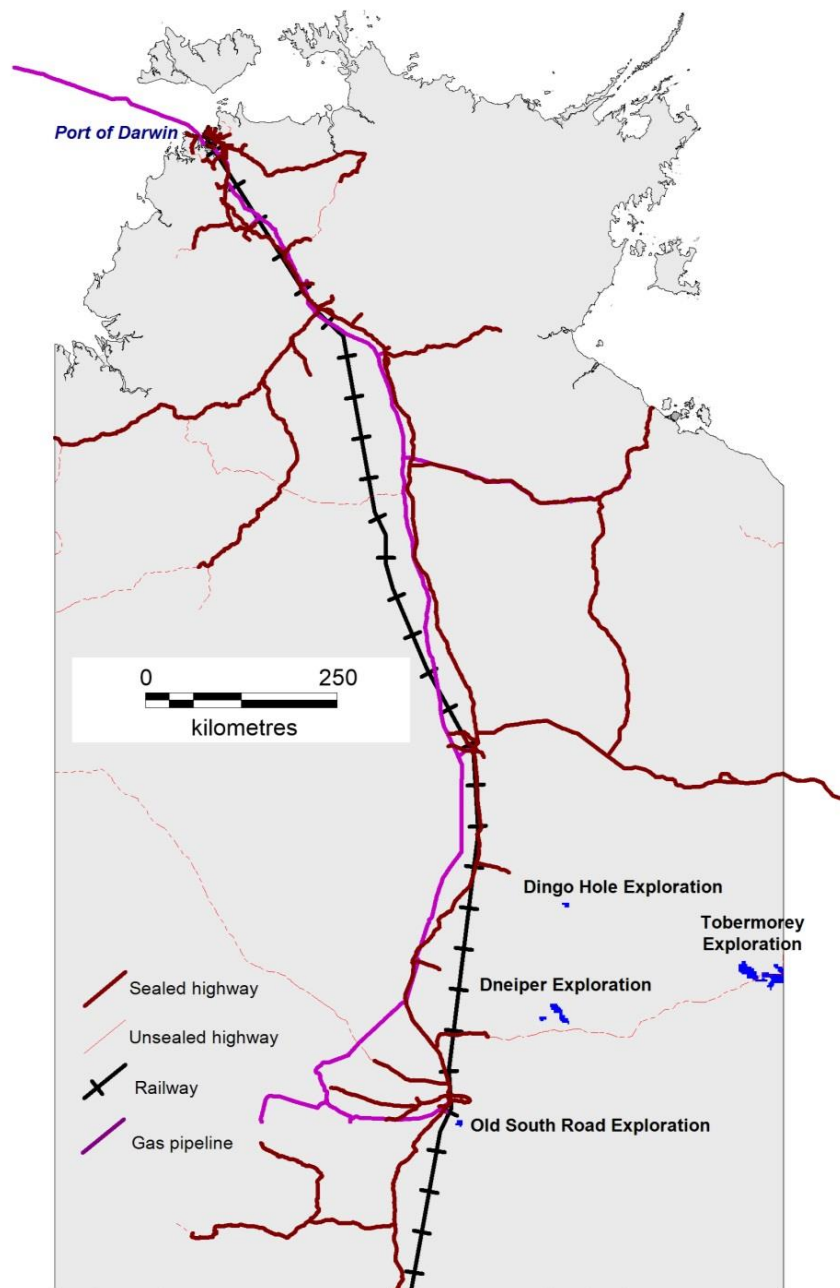 Port of Darwin
0 250
kilometres
Dingo Hole Exploration
Tobermorey
Exploration
Dneiper Exploration
Sealed highway
Unsealed highway
Railway
Gas pipeline
Old South Road Exploration